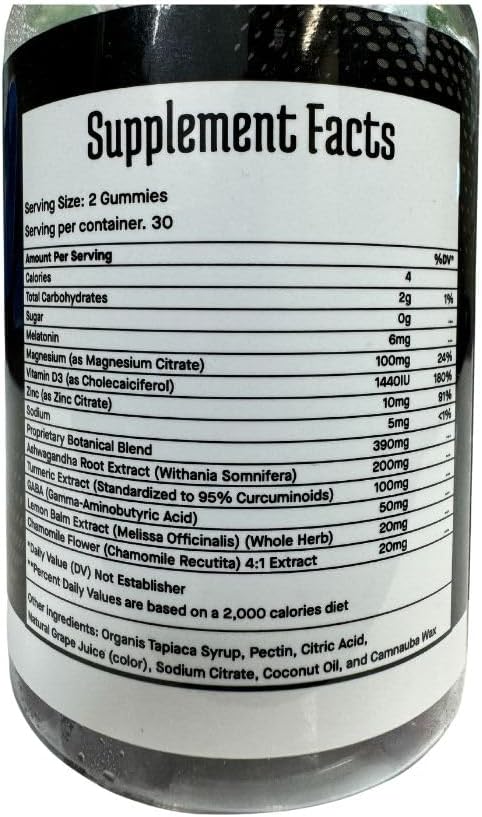 Supplement Facts
Serving Size: 2 Gummies
Serving per container. 30
Amount Per Serving %DV*
Calories 4
Total Carbohydrates 2g 1%
Sugar 0g --
Melatonin 6mg --
Magnesium (as Magnesium Citrate) 100mg 24%
Vitamin D3 (as Cholecaiciferol) 1440IU 180%
Zinc (as Zinc Citrate) 10mg 91%
Sodium 5mg <1%
Proprietary Botanical Blend 390mg --
Ashwagandha Root Extract (Withania Somnifera) 200mg --
Turmeric Extract (Standardized to 95% Curcuminoids) 100mg --
GABA (Gamma-Aminobutyric Acid) 50mg --
Lemon Balm Extract (Melissa Officinalis) (Whole Herb) 20mg --
Chamomile Flower (Chamomile Recutita) 4:1 Extract 20mg --
*Daily Value (DV) Not Establisher
**Percent Daily Values are based on a 2,000 calories diet
Other Ingredients: Organis Tapiaca Syrup, Pectin, Citric Acid,
Natural Grape Juice (color), Sodium Citrate, Coconut Oil, and Camnauba Wax